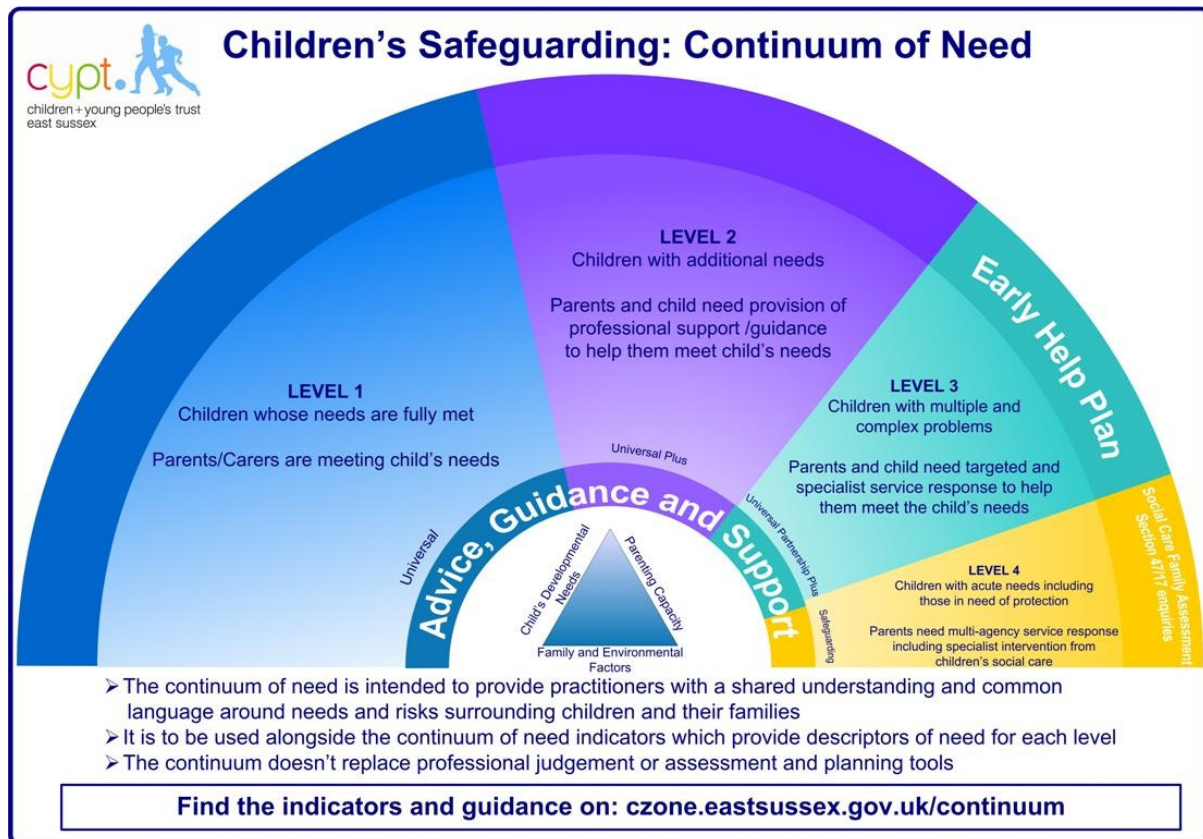 Children's Safeguarding: Continuum of Need
cypt.
children + young people's trust
east sussex
LEVEL 1
Children whose needs are fully met
Parents/Carers are meeting child's needs
LEVEL 2
Children with additional needs
Parents and child need provision of
professional support /guidance
to help them meet child's needs
LEVEL 3
Children with multiple and
complex problems
Parents and child need targeted and
specialist service response to help
them meet the child's needs
Early Help Plan
LEVEL 4
Children with acute needs including
those in need of protection
Parents need multi-agency service response
including specialist intervention from
children's social care
Social Care Family Assessment
Section 47/17 enquiries
Universal
Universal Plus
Universal Partnership Plus
Safeguarding
Advice, Guidance and Support
Child's Developmental
Needs
Parenting Capacity
Family and Environmental
Factors
➢ The continuum of need is intended to provide practitioners with a shared understanding and common
language around needs and risks surrounding children and their families
➢ It is to be used alongside the continuum of need indicators which provide descriptors of need for each level
➢ The continuum doesn't replace professional judgement or assessment and planning tools
Find the indicators and guidance on: czone.eastsussex.gov.uk/continuum